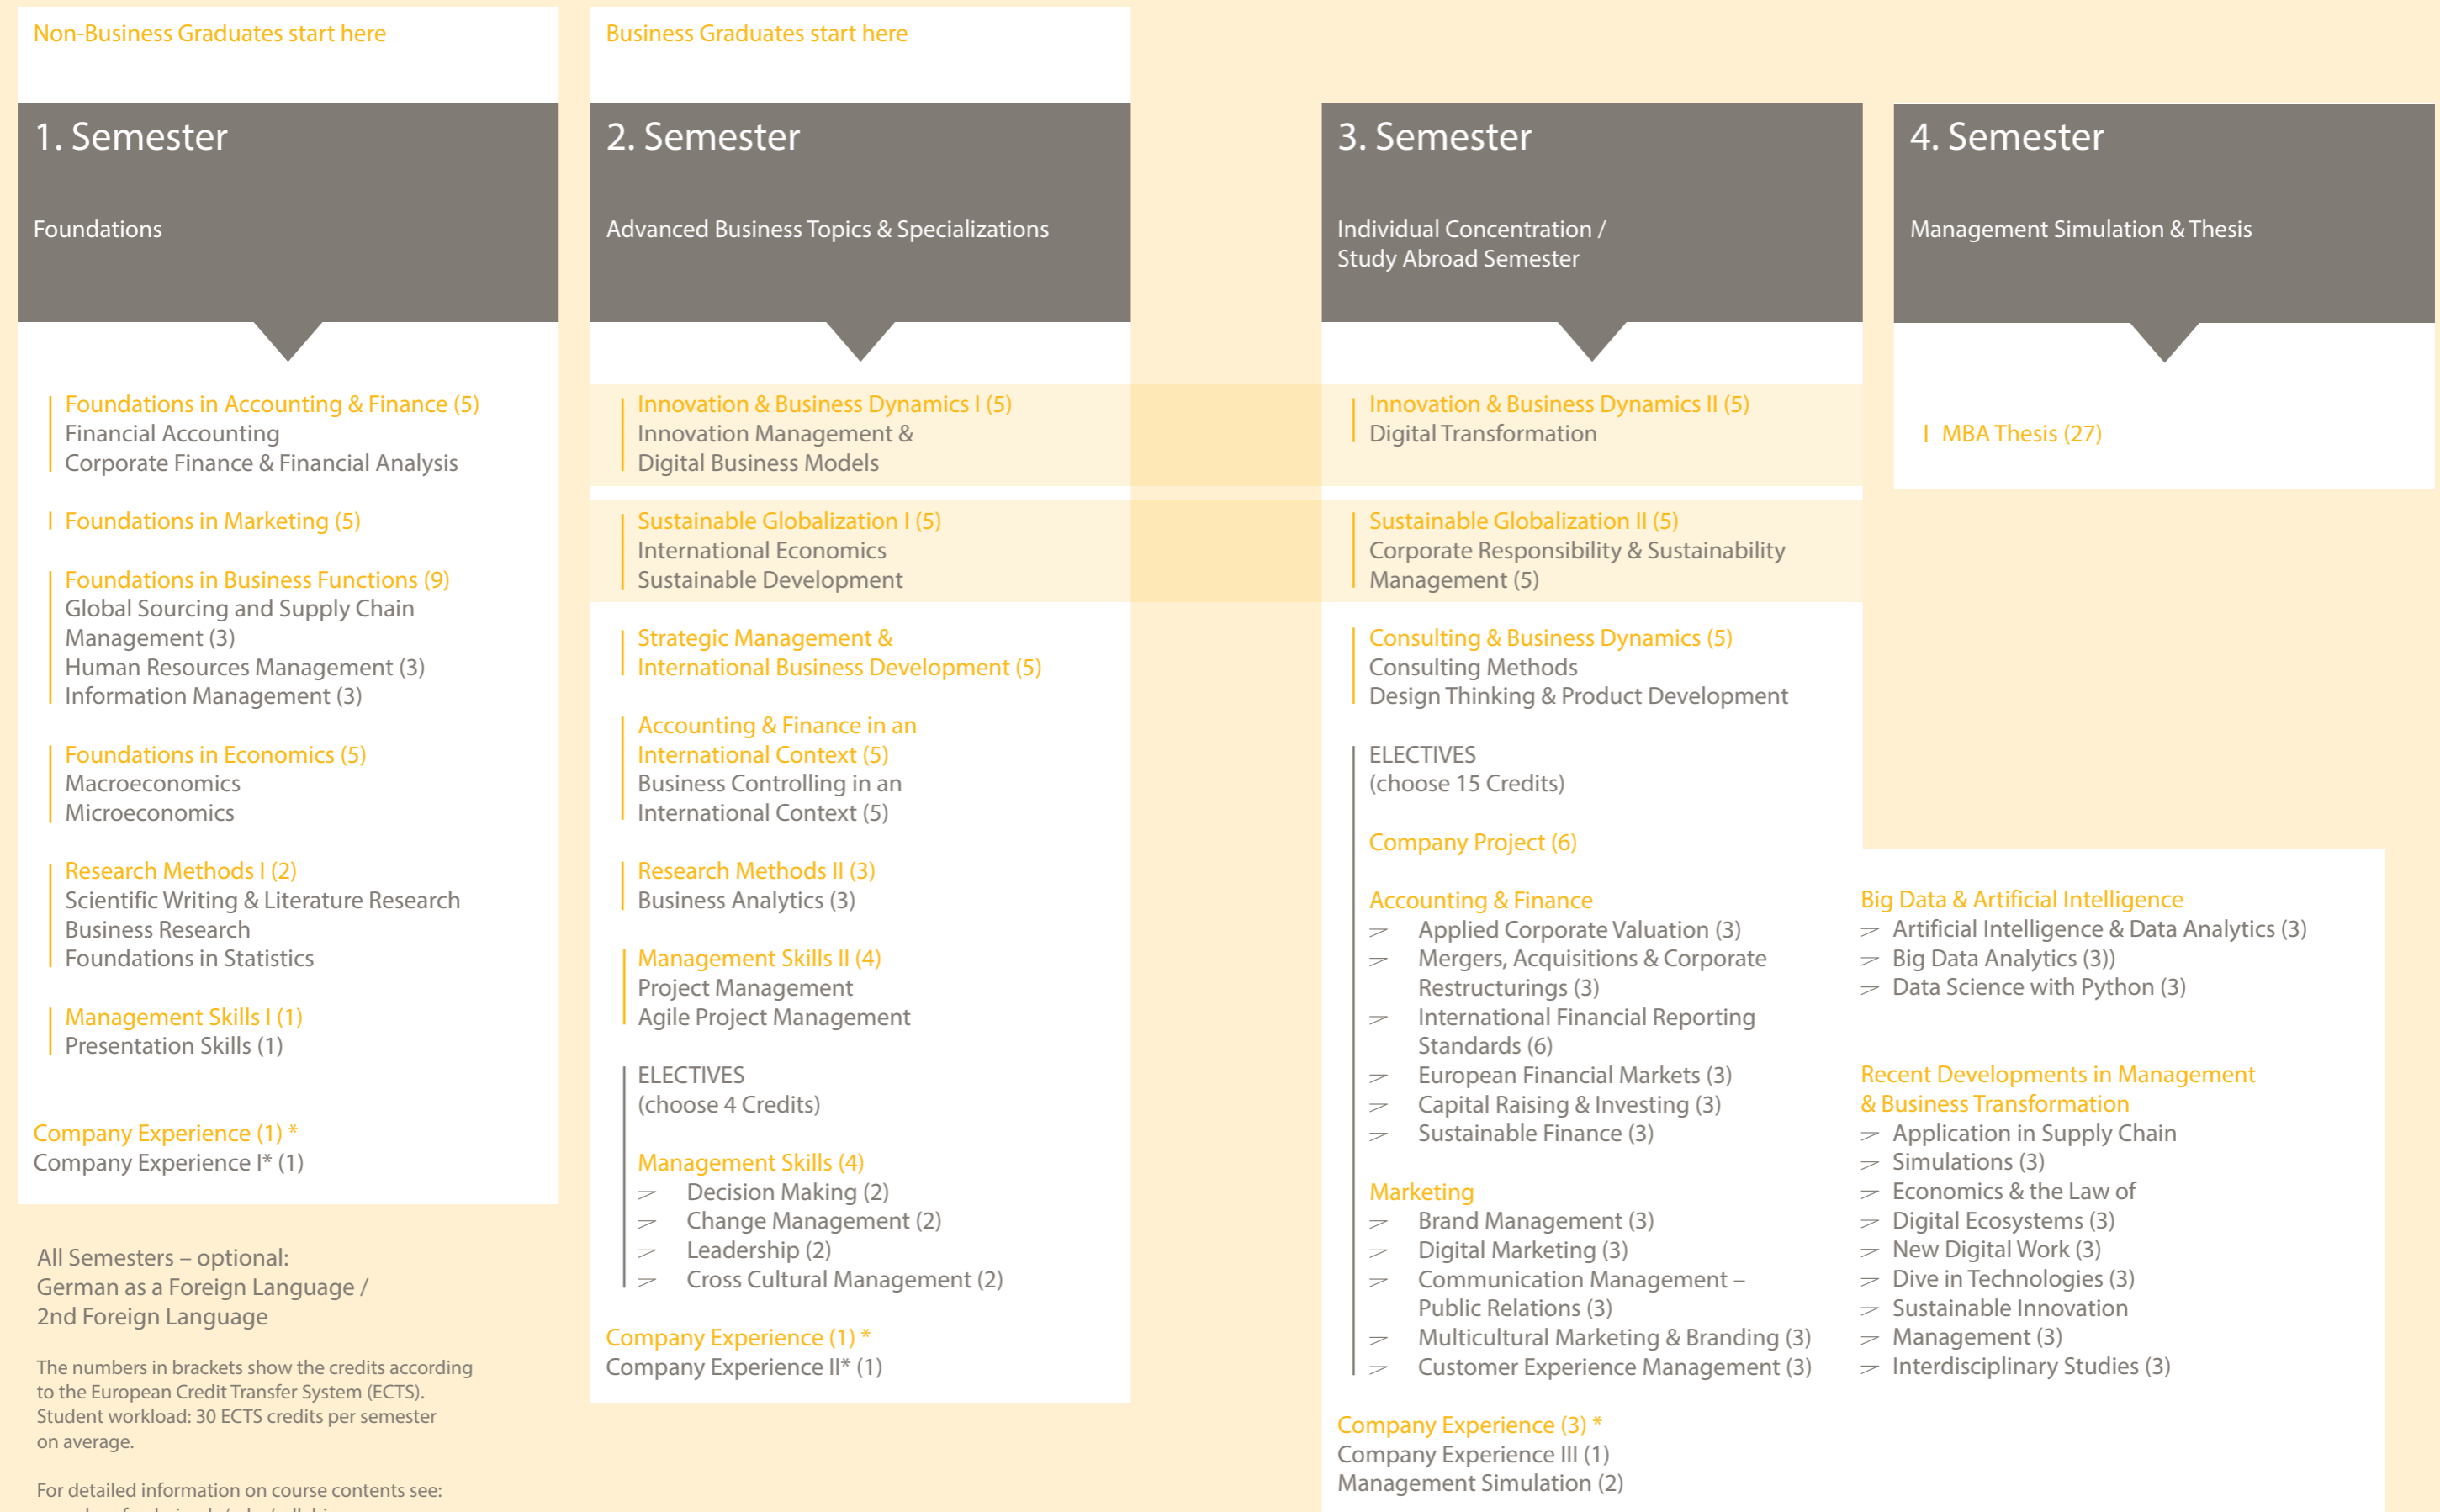 Non-Business Graduates start here
1. Semester
Foundations
Foundations in Accounting & Finance (5)
Financial Accounting
Corporate Finance & Financial Analysis
Foundations in Marketing (5)
Foundations in Business Functions (9)
Global Sourcing and Supply Chain
Management (3)
Human Resources Management (3)
Information Management (3)
Foundations in Economics (5)
Macroeconomics
Microeconomics
Research Methods I (2)
Scientific Writing & Literature Research
Business Research
Foundations in Statistics
Management Skills I (1)
Presentation Skills (1)
Company Experience (1) *
Company Experience I* (1)
All Semesters – optional:
German as a Foreign Language /
2nd Foreign Language
The numbers in brackets show the credits according
to the European Credit Transfer System (ECTS).
Student workload: 30 ECTS credits per semester
on average.
For detailed information on course contents see:
Business Graduates start here
2. Semester
Advanced Business Topics & Specializations
Innovation & Business Dynamics I (5)
Innovation Management &
Digital Business Models
Sustainable Globalization I (5)
International Economics
Sustainable Development
Strategic Management &
International Business Development (5)
Accounting & Finance in an
International Context (5)
Business Controlling in an
International Context (5)
Research Methods II (3)
Business Analytics (3)
Management Skills II (4)
Project Management
Agile Project Management
ELECTIVES
(choose 4 Credits)
Management Skills (4)
> Decision Making (2)
> Change Management (2)
> Leadership (2)
> Cross Cultural Management (2)
Company Experience (1) *
Company Experience II* (1)
3. Semester
Individual Concentration /
Study Abroad Semester
Innovation & Business Dynamics II (5)
Digital Transformation
Sustainable Globalization II (5)
Corporate Responsibility & Sustainability
Management (5)
Consulting & Business Dynamics (5)
Consulting Methods
Design Thinking & Product Development
ELECTIVES
(choose 15 Credits)
Company Project (6)
Accounting & Finance
> Applied Corporate Valuation (3)
> Mergers, Acquisitions & Corporate
Restructurings (3)
> International Financial Reporting
Standards (6)
> European Financial Markets (3)
> Capital Raising & Investing (3)
> Sustainable Finance (3)
Marketing
> Brand Management (3)
> Digital Marketing (3)
> Communication Management –
Public Relations (3)
> Multicultural Marketing & Branding (3)
> Customer Experience Management (3)
Big Data & Artificial Intelligence
> Artificial Intelligence & Data Analytics (3)
> Big Data Analytics (3))
> Data Science with Python (3)
Recent Developments in Management
& Business Transformation
> Application in Supply Chain
> Simulations (3)
> Economics & the Law of
> Digital Ecosystems (3)
> New Digital Work (3)
> Dive in Technologies (3)
> Sustainable Innovation
> Management (3)
> Interdisciplinary Studies (3)
Company Experience (3) *
Company Experience III (1)
Management Simulation (2)
4. Semester
Management Simulation & Thesis
MBA Thesis (27)